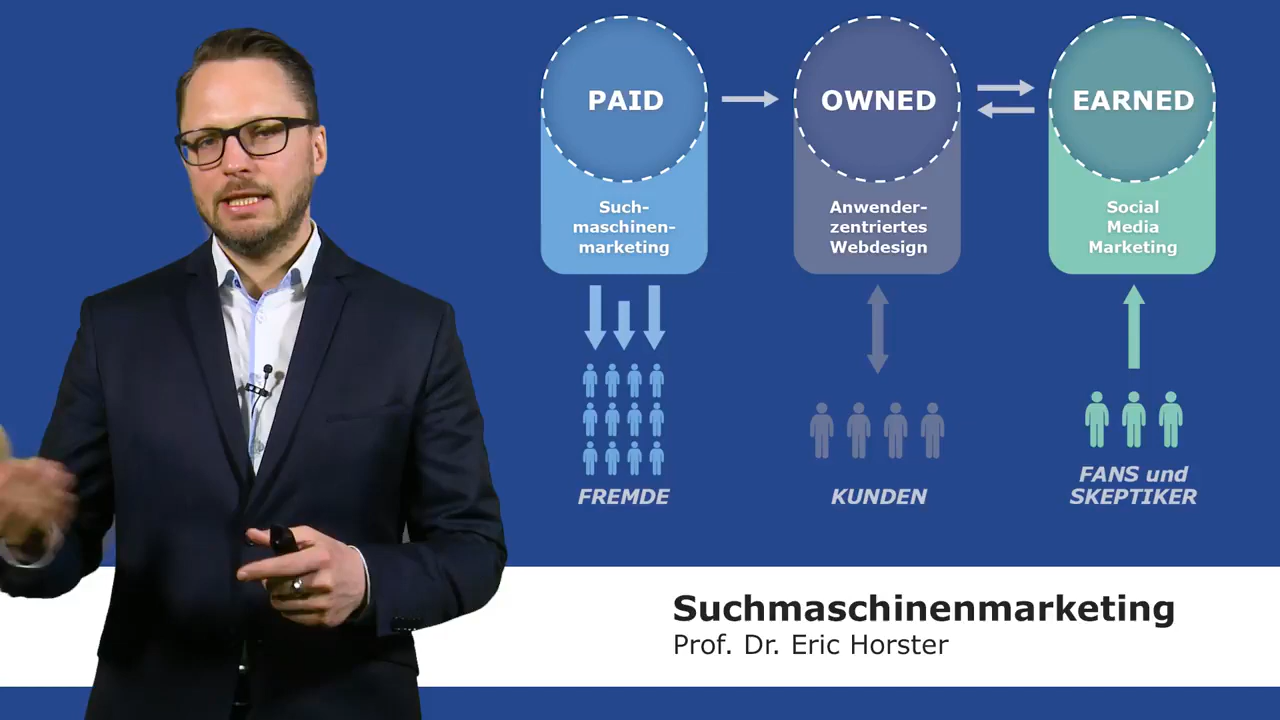 PAID
OWNED
EARNED
Such-
maschinen-
marketing
Anwender-
zentriertes
Webdesign
Social
Media
Marketing
FREMDE
KUNDEN
FANS und
SKEPTIKER
Suchmaschinenmarketing
Prof. Dr. Eric Horster